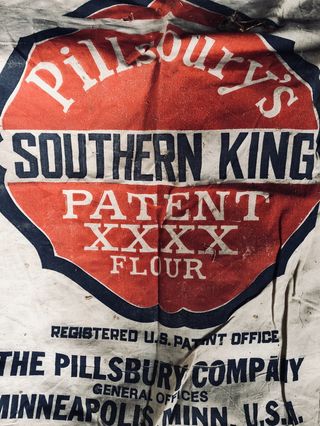 Pillsbury's
SOUTHERN KING
PATENT
XXXX
FLOUR
REGISTERED U.S. PATENT OFFICE
THE PILLSBURY COMPANY
GENERAL OFFICES
MINNEAPOLIS MINN. U.S.A.